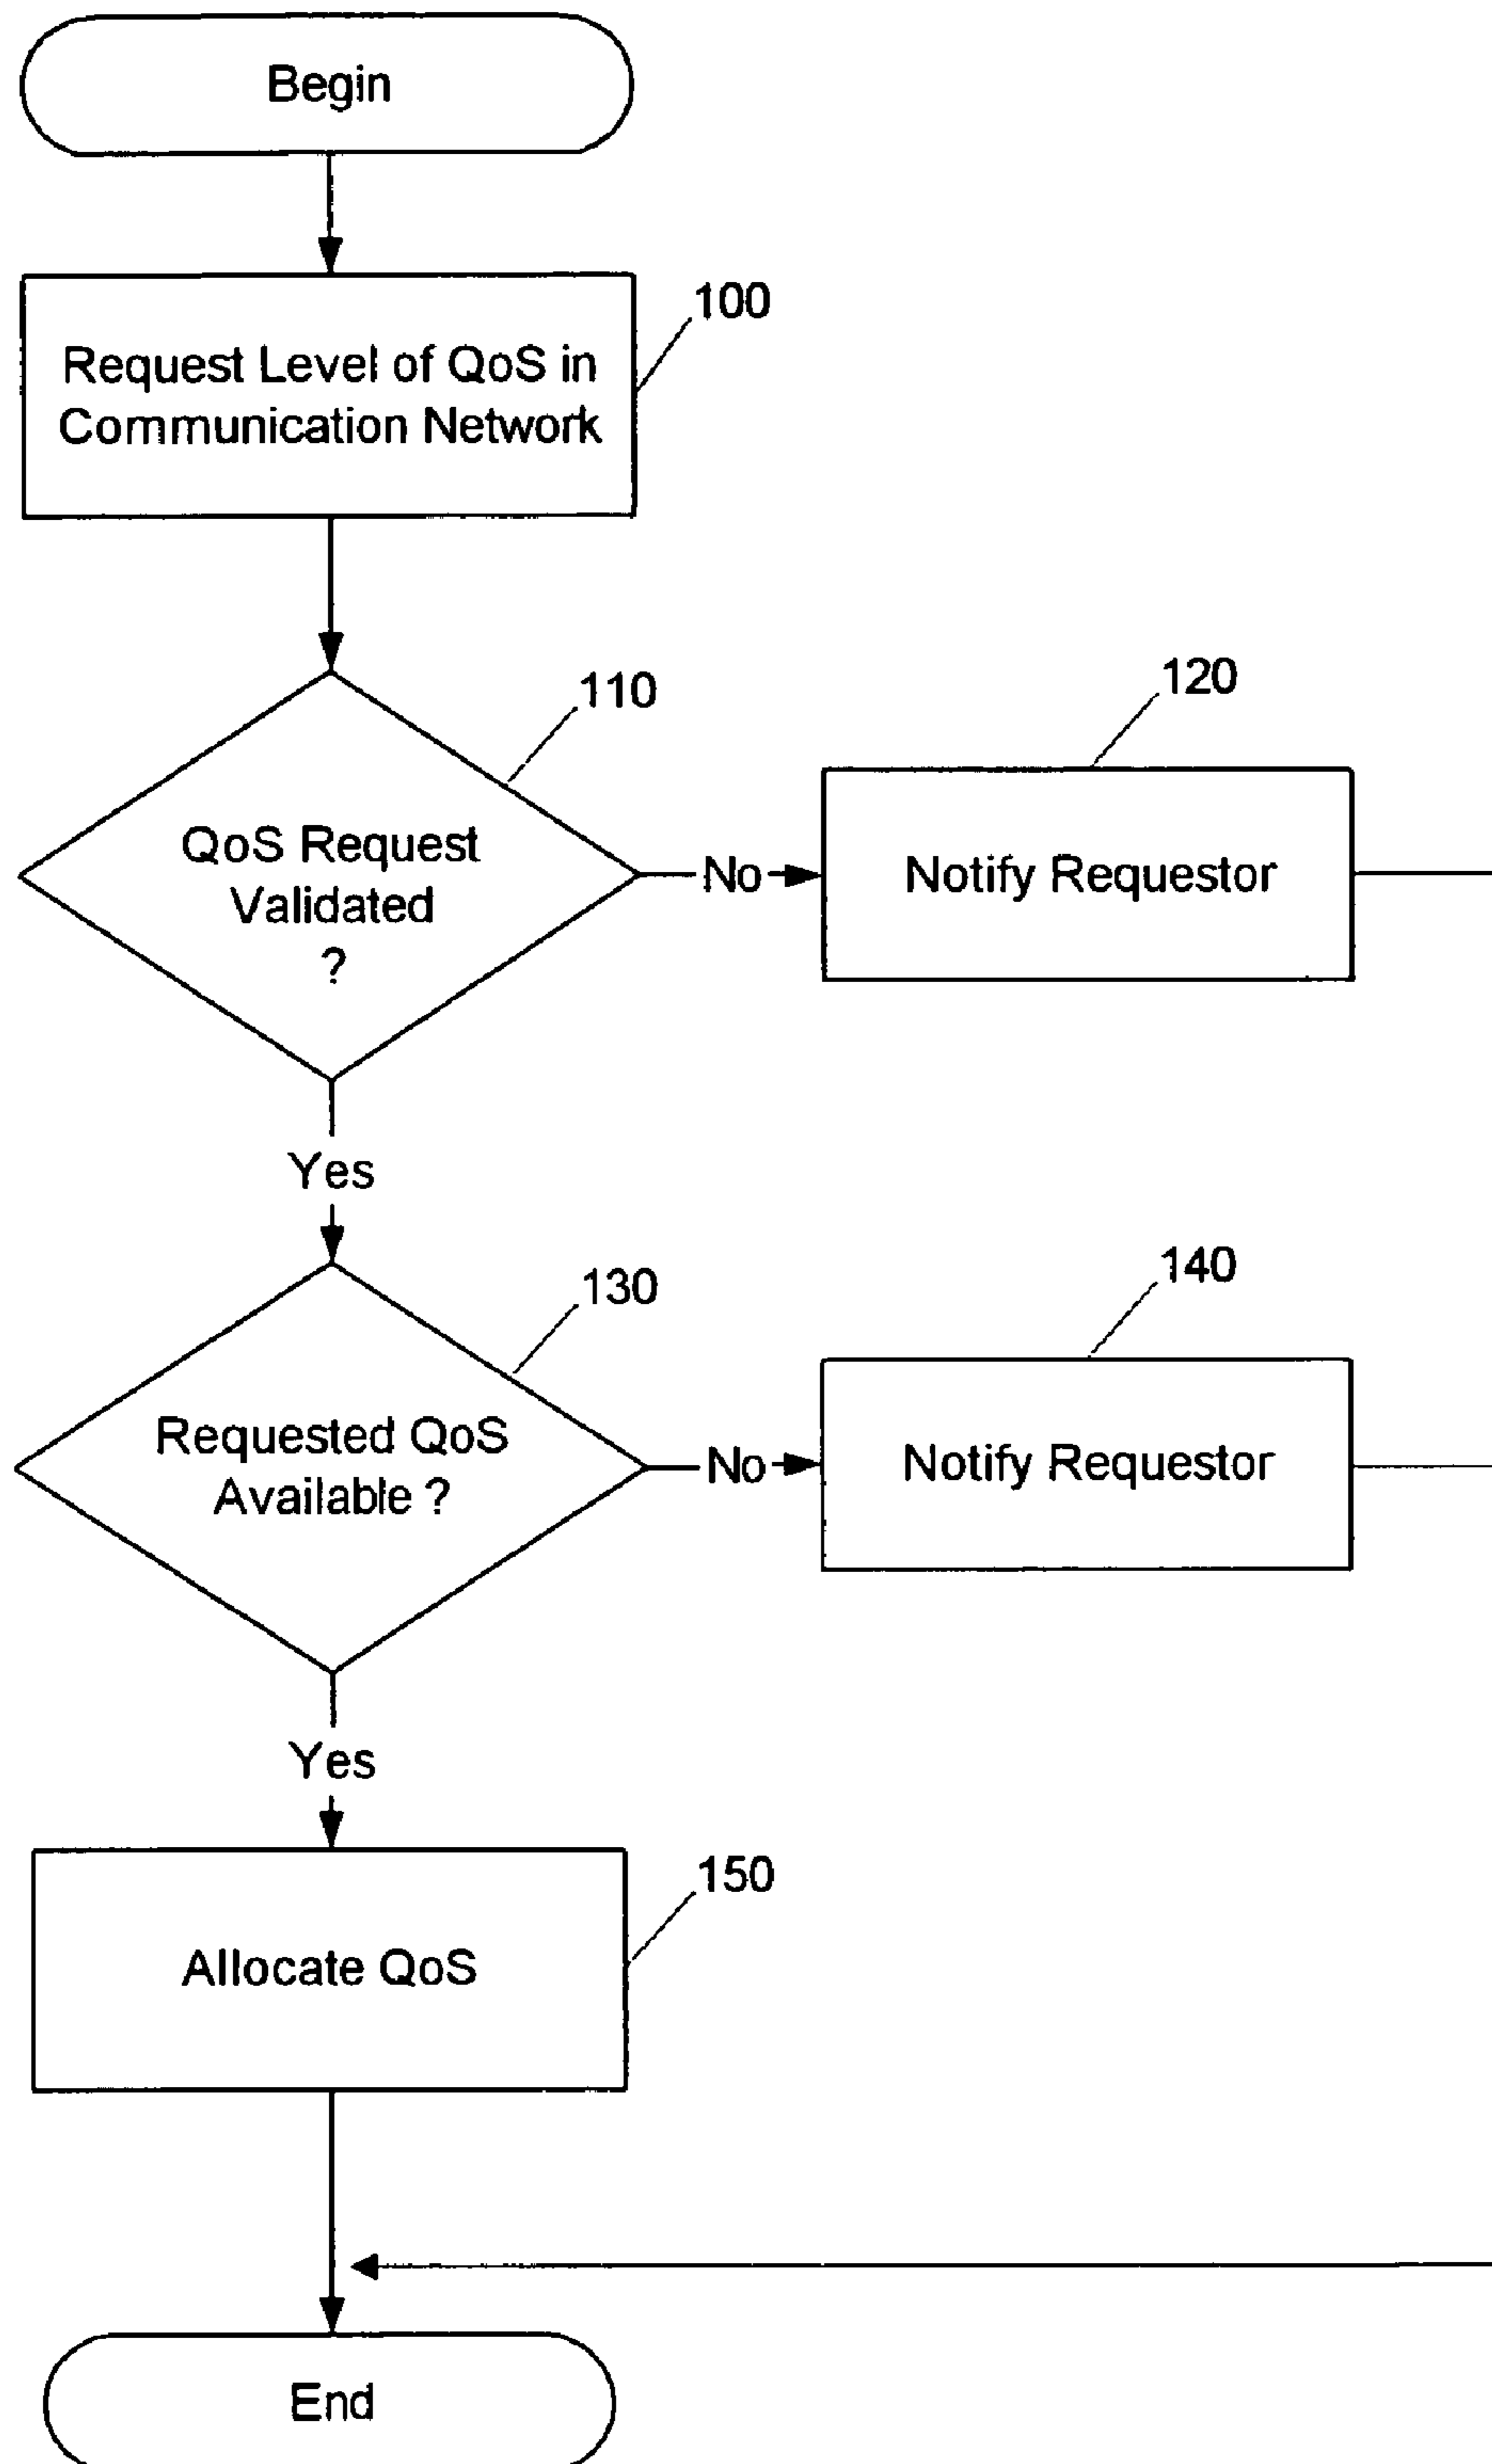 Begin
100
Request Level of QoS in
Communication Network
110
120
QoS Request
Validated
?
No
Notify Requestor
Yes
130
140
Requested QoS
Available ?
No
Notify Requestor
Yes
150
Allocate QoS
End